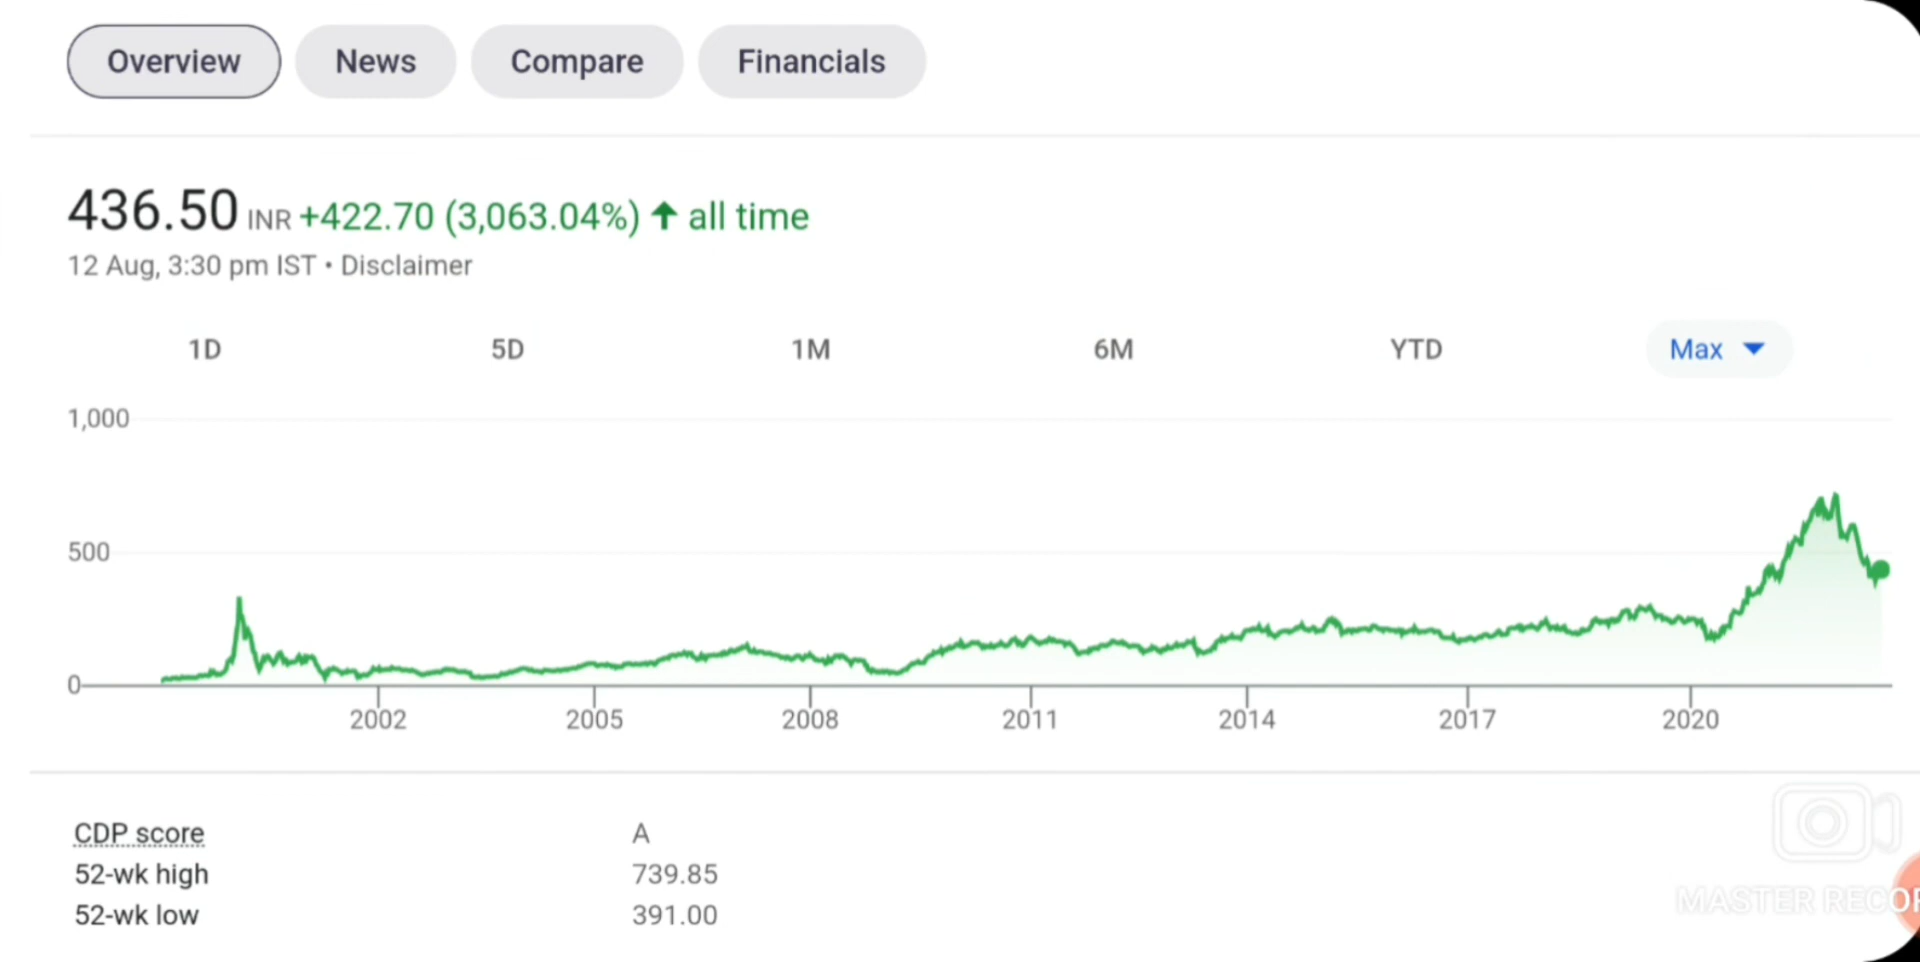 Overview News Compare Financials
436.50 INR +422.70 (3,063.04%) ↑ all time
12 Aug, 3:30 pm IST • Disclaimer
1D 5D 1M 6M YTD Max
1,000
500
0
2002 2005 2008 2011 2014 2017 2020
CDP score A
52-wk high 739.85
52-wk low 391.00
MASTER RECOR